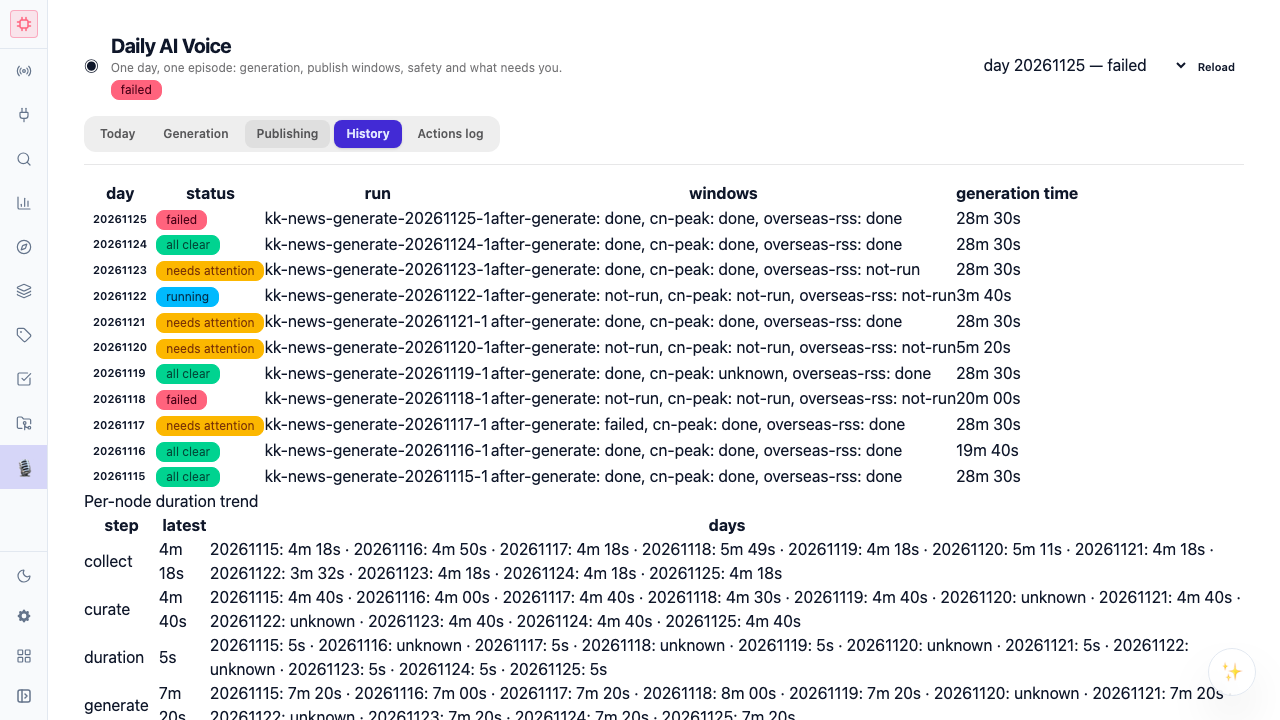 Daily AI Voice
One day, one episode: generation, publish windows, safety and what needs you.
failed
day 20261125 — failed
Reload
Today Generation Publishing History Actions log
day status run windows generation time
20261125 failed kk-news-generate-20261125-1 after-generate: done, cn-peak: done, overseas-rss: done 28m 30s
20261124 all clear kk-news-generate-20261124-1 after-generate: done, cn-peak: done, overseas-rss: done 28m 30s
20261123 needs attention kk-news-generate-20261123-1 after-generate: done, cn-peak: done, overseas-rss: not-run 28m 30s
20261122 running kk-news-generate-20261122-1 after-generate: not-run, cn-peak: not-run, overseas-rss: not-run 3m 40s
20261121 needs attention kk-news-generate-20261121-1 after-generate: done, cn-peak: done, overseas-rss: done 28m 30s
20261120 needs attention kk-news-generate-20261120-1 after-generate: not-run, cn-peak: not-run, overseas-rss: not-run 5m 20s
20261119 all clear kk-news-generate-20261119-1 after-generate: done, cn-peak: unknown, overseas-rss: done 28m 30s
20261118 failed kk-news-generate-20261118-1 after-generate: not-run, cn-peak: not-run, overseas-rss: not-run 20m 00s
20261117 needs attention kk-news-generate-20261117-1 after-generate: failed, cn-peak: done, overseas-rss: done 28m 30s
20261116 all clear kk-news-generate-20261116-1 after-generate: done, cn-peak: done, overseas-rss: done 19m 40s
20261115 all clear kk-news-generate-20261115-1 after-generate: done, cn-peak: done, overseas-rss: done 28m 30s
Per-node duration trend
step latest days
collect 4m 18s 20261115: 4m 18s · 20261116: 4m 50s · 20261117: 4m 18s · 20261118: 5m 49s · 20261119: 4m 18s · 20261120: 5m 11s · 20261121: 4m 18s ·
20261122: 3m 32s · 20261123: 4m 18s · 20261124: 4m 18s · 20261125: 4m 18s
curate 4m 40s 20261115: 4m 40s · 20261116: 4m 00s · 20261117: 4m 40s · 20261118: 4m 30s · 20261119: 4m 40s · 20261120: unknown · 20261121: 4m 40s ·
20261122: unknown · 20261123: 4m 40s · 20261124: 4m 40s · 20261125: 4m 40s
duration 5s 20261115: 5s · 20261116: unknown · 20261117: 5s · 20261118: unknown · 20261119: 5s · 20261120: unknown · 20261121: 5s · 20261122:
unknown · 20261123: 5s · 20261124: 5s · 20261125: 5s
generate 7m 20s 20261115: 7m 20s · 20261116: 7m 00s · 20261117: 7m 20s · 20261118: 8m 00s · 20261119: 7m 20s · 20261120: unknown · 20261121: 7m 20s ·
20261122: unknown · 20261123: 7m 20s · 20261124: 7m 20s · 20261125: 7m 20s